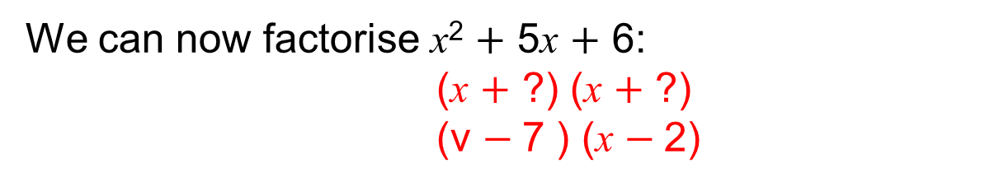 We can now factorise x² + 5x + 6:
(x + ?) (x + ?)
(v – 7 ) (x – 2)